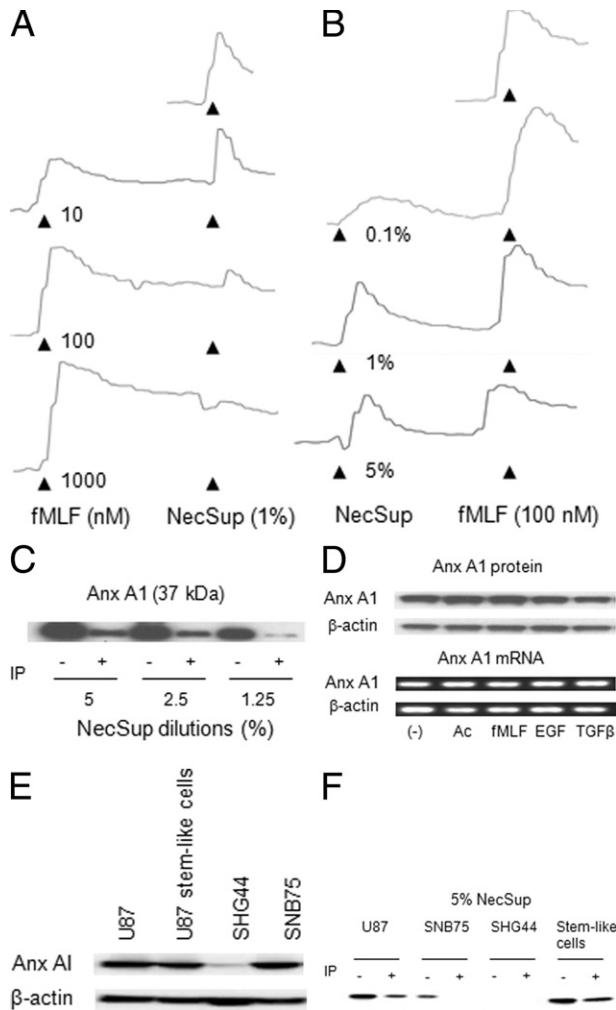 A
B
10
0.1%
100
1%
1000
5%
fMLF (nM) NecSup (1%)
NecSup fMLF (100 nM)
C
Anx A1 (37 kDa)
IP - + - + - +
5 2.5 1.25
NecSup dilutions (%)
D
Anx A1 protein
Anx A1
β-actin
Anx A1 mRNA
Anx A1
β-actin
(-) Ac fMLF EGF TGFβ
E
U87
U87 stem-like cells
SHG44
SNB75
Anx AI
β-actin
F
5% NecSup
U87 SNB75 SHG44 Stem-like
cells
IP - + - + - + - +